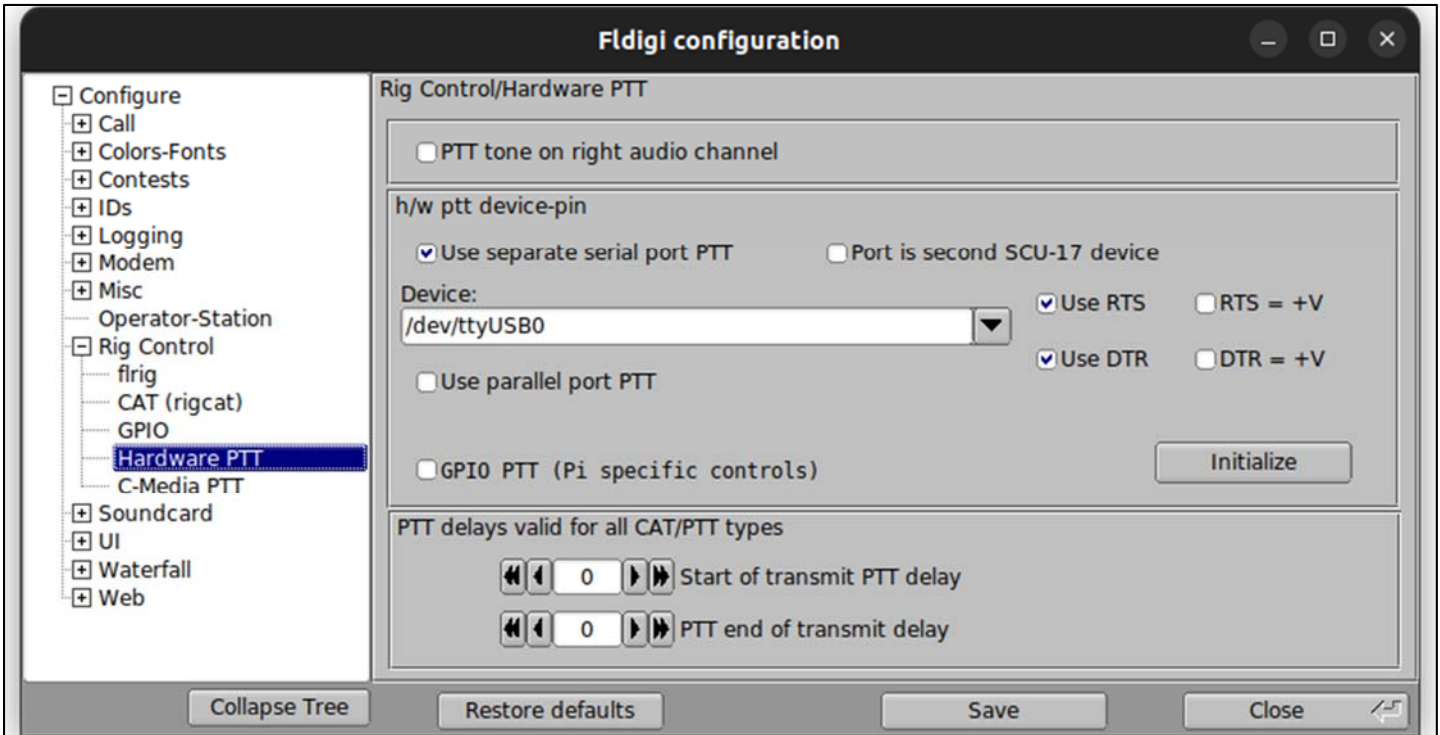 Fldigi configuration
Configure
Call
Colors-Fonts
Contests
IDs
Logging
Modem
Misc
Operator-Station
Rig Control
flrig
CAT (rigcat)
GPIO
Hardware PTT
C-Media PTT
Soundcard
UI
Waterfall
Web
Rig Control/Hardware PTT
PTT tone on right audio channel
h/w ptt device-pin
Use separate serial port PTT Port is second SCU-17 device
Device:
/dev/ttyUSB0
Use RTS RTS = +V
Use DTR DTR = +V
Use parallel port PTT
GPIO PTT (Pi specific controls)
Initialize
PTT delays valid for all CAT/PTT types
0 Start of transmit PTT delay
0 PTT end of transmit delay
Collapse Tree Restore defaults Save Close